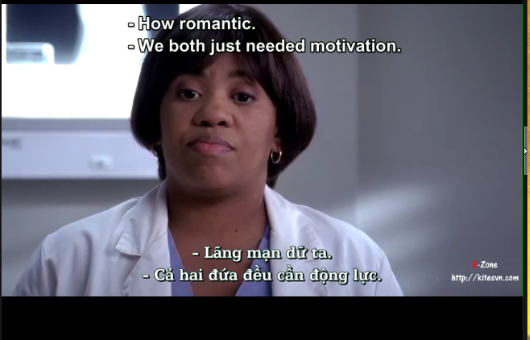 - How romantic.
- We both just needed motivation.
- Lãng mạn dữ ta.
- Cả hai đứa đều cần động lực.
K-Zone
http://kitesvn.com